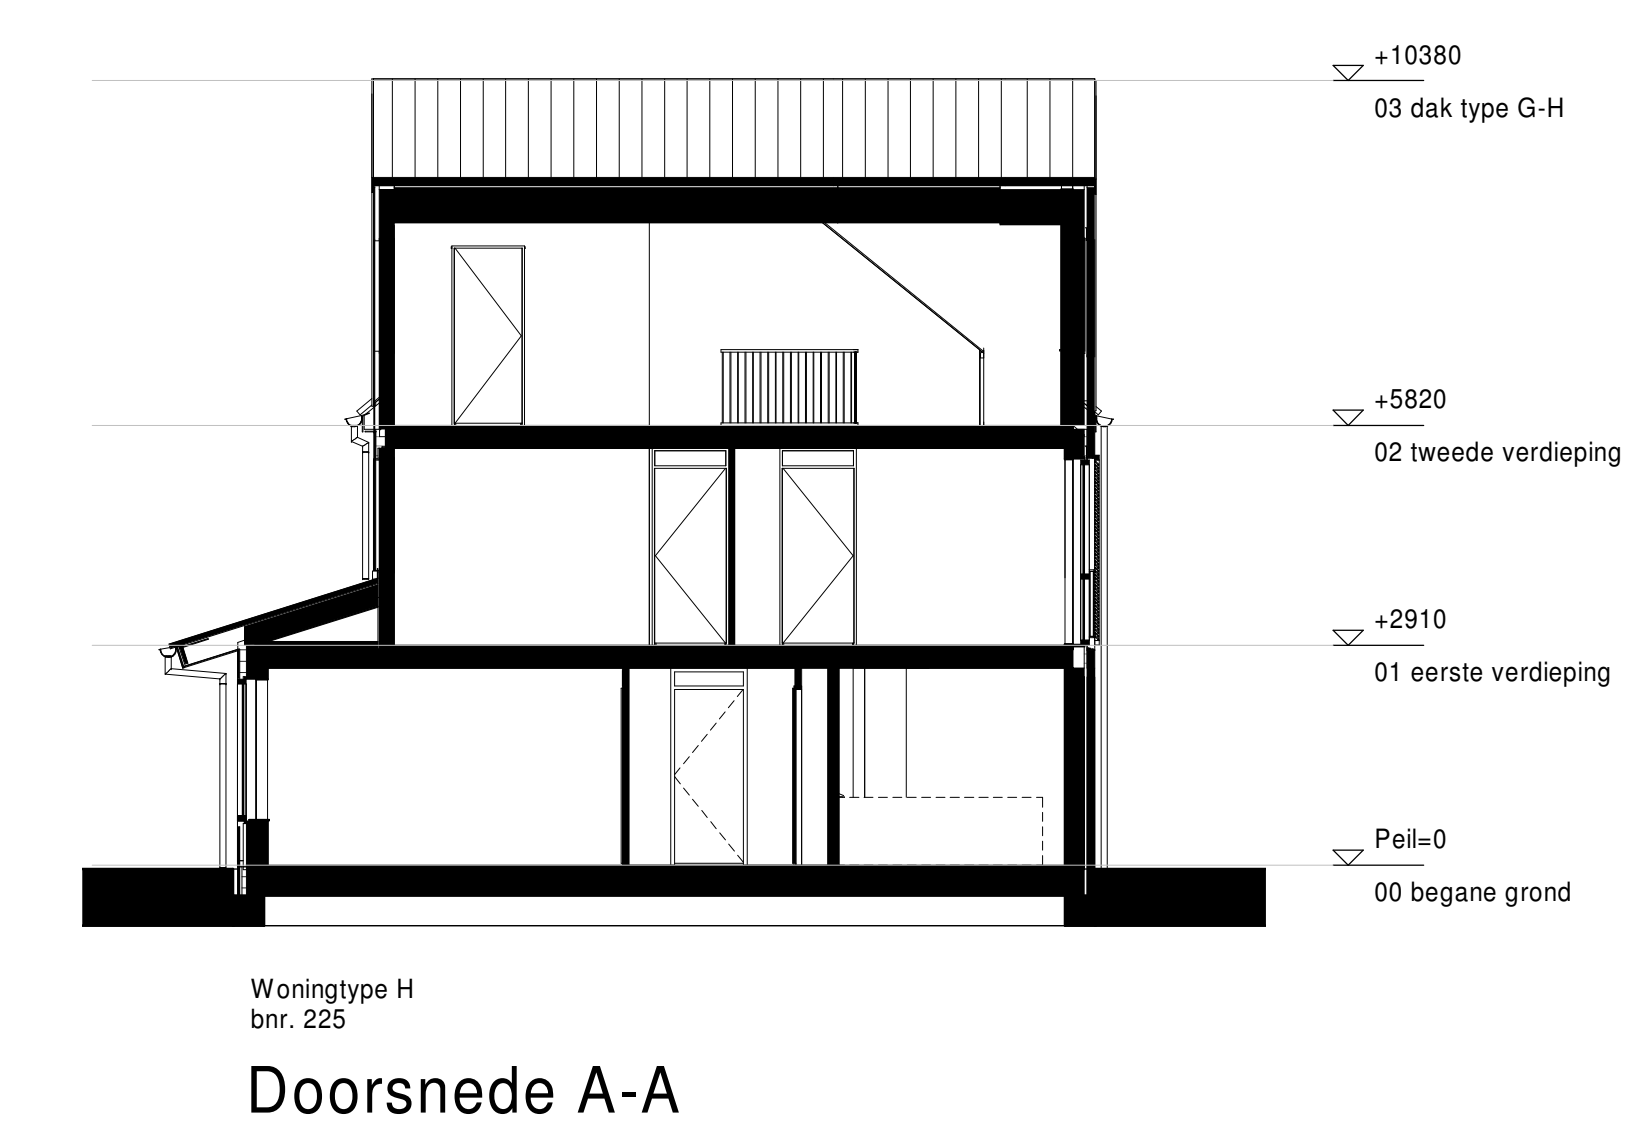 +10380
03 dak type G-H
+5820
02 tweede verdieping
+2910
01 eerste verdieping
Peil=0
00 begane grond
Woningtype H
bnr. 225
Doorsnede A-A